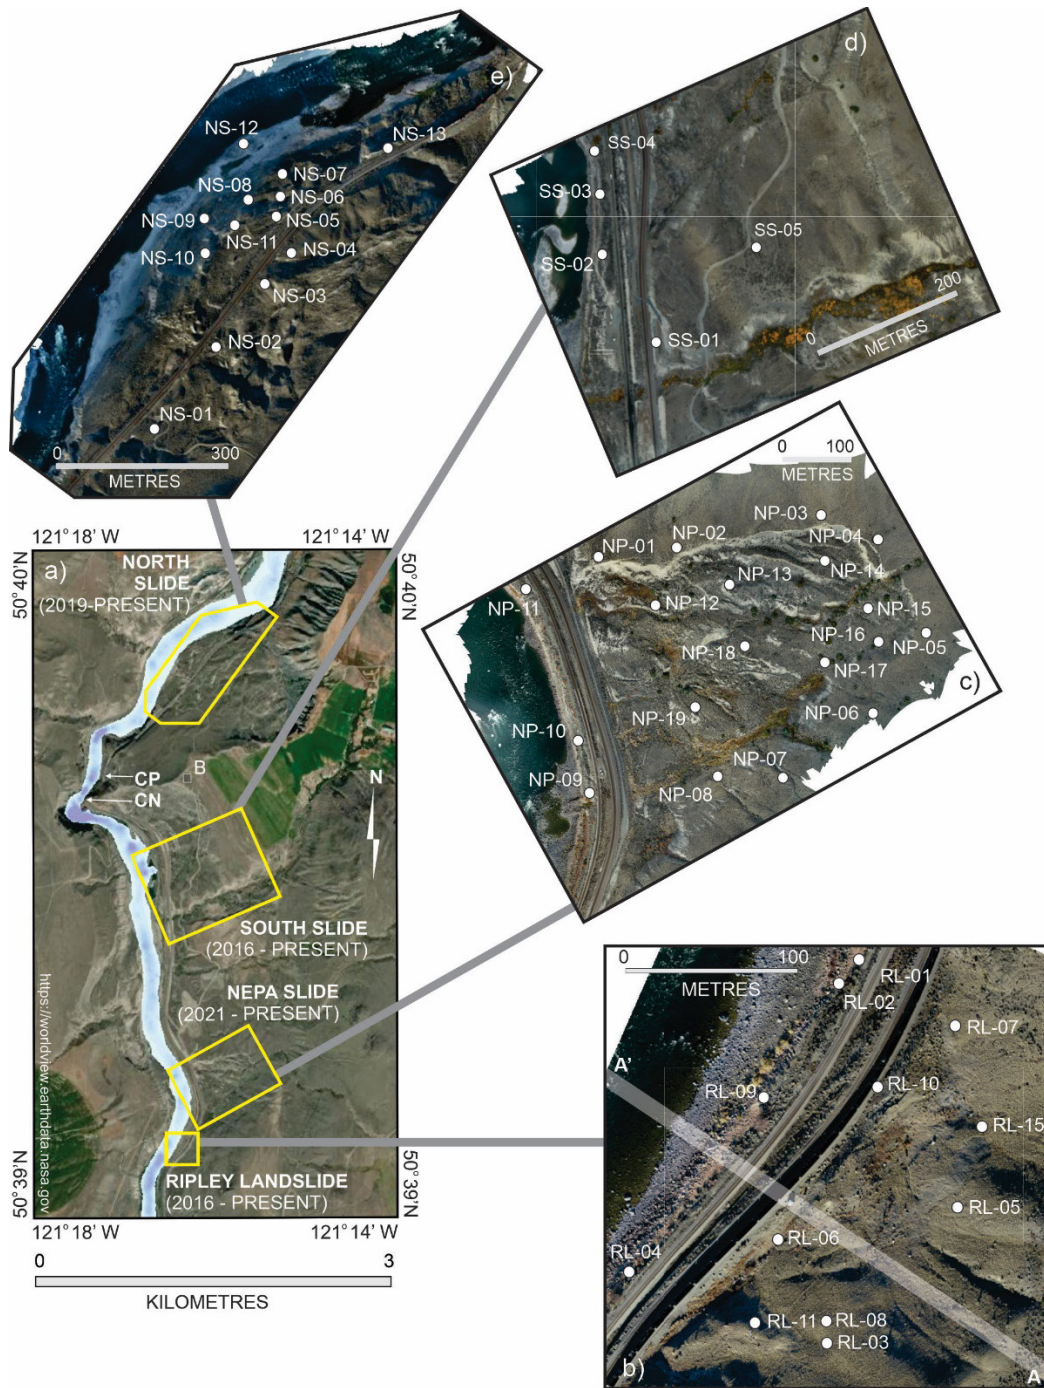 e)
NS-12
NS-13
NS-07
NS-08
NS-06
NS-09
NS-05
NS-11
NS-10
NS-04
NS-03
NS-02
NS-01
0
300
METRES
d)
SS-04
SS-03
SS-05
SS-02
SS-01
0
200
METRES
0
100
METRES
NP-03
NP-02
NP-01
NP-04
NP-13
NP-14
NP-11
NP-12
NP-15
NP-16
NP-05
NP-18
NP-17
c)
NP-19
NP-06
NP-10
NP-07
NP-09
NP-08
121° 18' W
121° 14' W
50° 40'N
50° 40'N
a)
NORTH
SLIDE
(2019-PRESENT)
B
CP
CN
N
SOUTH SLIDE
(2016 - PRESENT)
NEPA SLIDE
(2021 - PRESENT)
https://worldview.earthdata.nasa.gov
RIPLEY LANDSLIDE
(2016 - PRESENT)
50° 39'N
50° 39'N
121° 18' W
121° 14' W
0
3
KILOMETRES
0
100
METRES
RL-01
RL-02
RL-07
A'
RL-09
RL-10
RL-15
RL-05
RL-06
RL-04
RL-11
RL-08
RL-03
b)
A